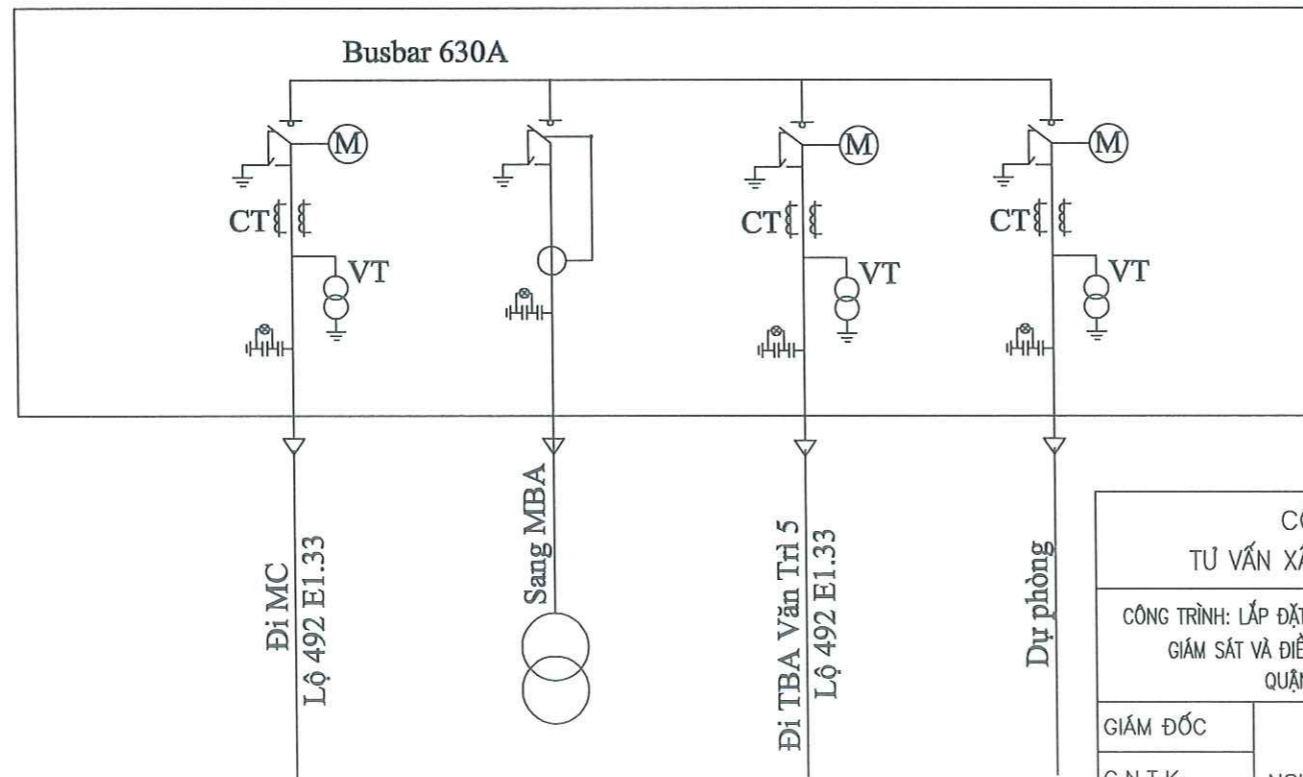 Busbar 630A
M
M
M
CT
VT
CT
VT
CT
VT
Đi MC
Lộ 492 E1.33
Sang MBA
Đi TBA Văn Trì 5
Lộ 492 E1.33
Dự phòng
TƯ VẤN
CÔNG TRÌNH: LẮP ĐẶT
GIÁM SÁT VÀ
GIÁM ĐỐC